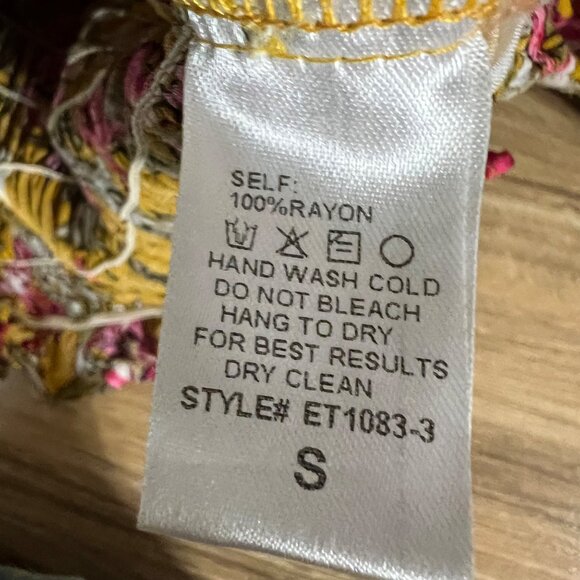 SELF:
100%RAYON
HAND WASH COLD
DO NOT BLEACH
HANG TO DRY
FOR BEST RESULTS
DRY CLEAN
STYLE# ET1083-3
S